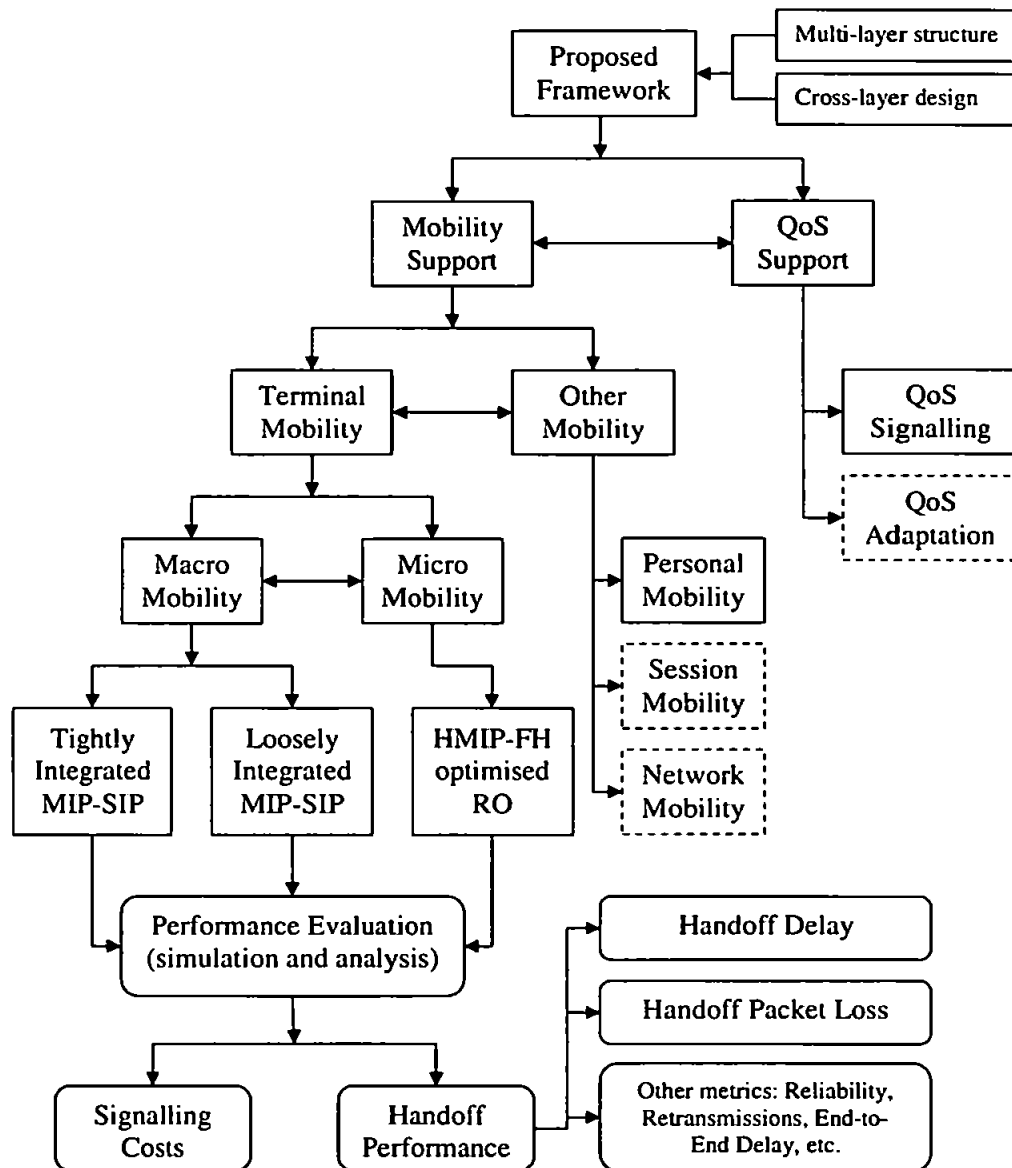 Multi-layer structure
Proposed
Framework
Cross-layer design
Mobility
Support
QoS
Support
Terminal
Mobility
Other
Mobility
QoS
Signalling
QoS
Adaptation
Macro
Mobility
Micro
Mobility
Personal
Mobility
Session
Mobility
Network
Mobility
Tightly
Integrated
MIP-SIP
Loosely
Integrated
MIP-SIP
HMIP-FH
optimised
RO
Performance Evaluation
(simulation and analysis)
Handoff Delay
Handoff Packet Loss
Other metrics: Reliability,
Retransmissions, End-to-
End Delay, etc.
Signalling
Costs
Handoff
Performance